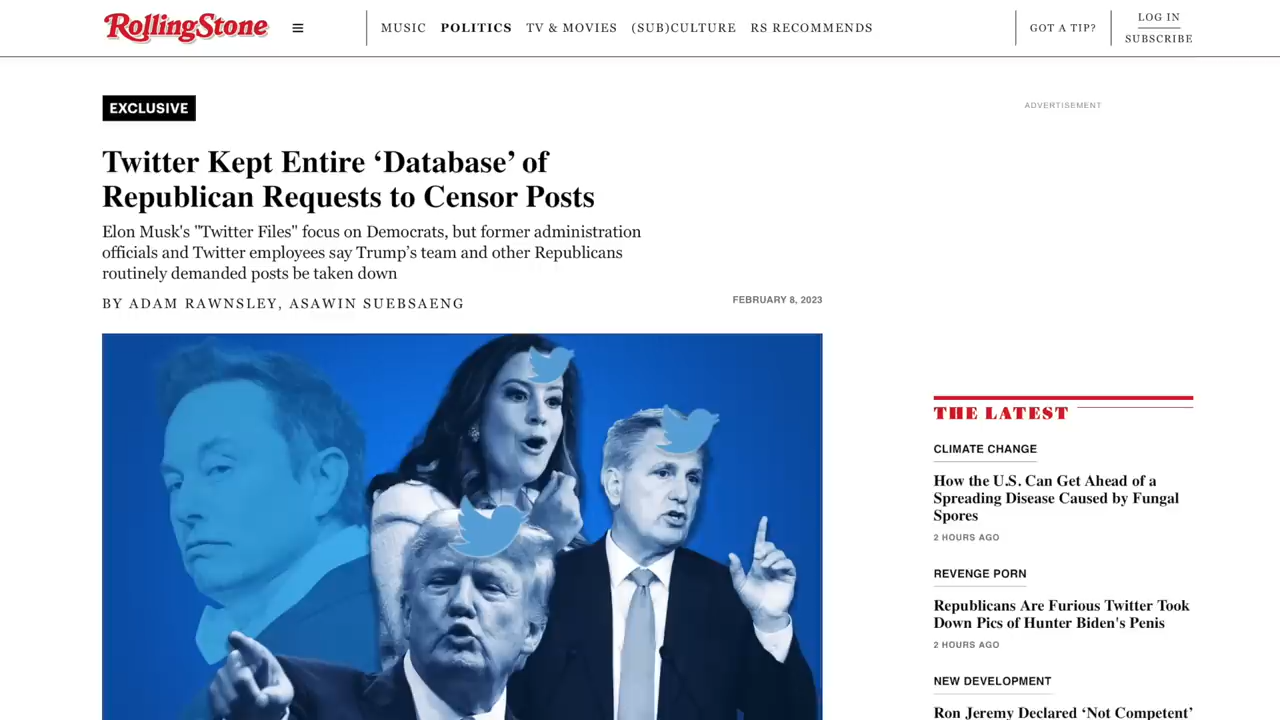 RollingStone
MUSIC POLITICS TV & MOVIES (SUB)CULTURE RS RECOMMENDS
GOT A TIP?
LOG IN
SUBSCRIBE
EXCLUSIVE
ADVERTISEMENT
Twitter Kept Entire ‘Database’ of
Republican Requests to Censor Posts
Elon Musk's "Twitter Files" focus on Democrats, but former administration
officials and Twitter employees say Trump’s team and other Republicans
routinely demanded posts be taken down
BY ADAM RAWNSLEY, ASAWIN SUEBSAENG
FEBRUARY 8, 2023
THE LATEST
CLIMATE CHANGE
How the U.S. Can Get Ahead of a
Spreading Disease Caused by Fungal
Spores
2 HOURS AGO
REVENGE PORN
Republicans Are Furious Twitter Took
Down Pics of Hunter Biden's Penis
2 HOURS AGO
NEW DEVELOPMENT
Ron Jeremy Declared ‘Not Competent’